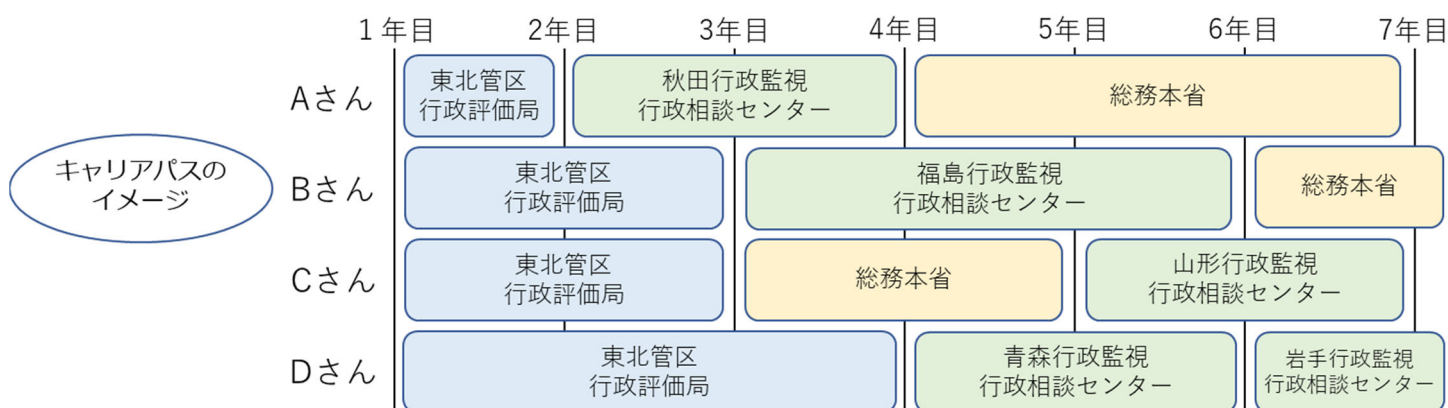 1年目 2年目 3年目 4年目 5年目 6年目 7年目
キャリアパスの
イメージ
Aさん
東北管区
行政評価局
秋田行政監視
行政相談センター
総務本省
Bさん
東北管区
行政評価局
福島行政監視
行政相談センター
総務本省
Cさん
東北管区
行政評価局
総務本省
山形行政監視
行政相談センター
Dさん
東北管区
行政評価局
青森行政監視
行政相談センター
岩手行政監視
行政相談センター